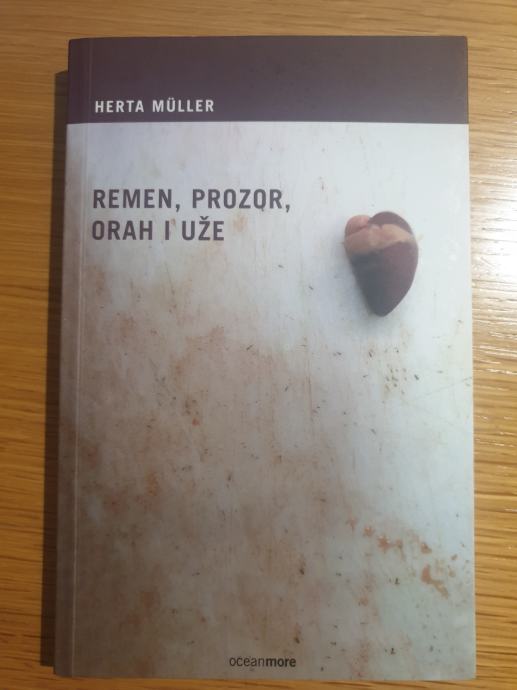 HERTA MÜLLER
REMEN, PROZOR,
ORAH I UŽE
oceanmore